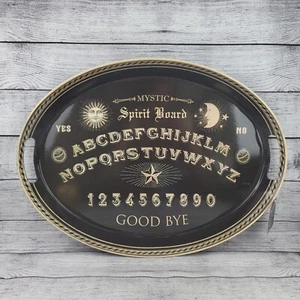 MYSTIC
Spirit Board
YES NO
ABCDEFGHIJKLM
NOPQRSTUVWXYZ
1234567890
GOOD BYE